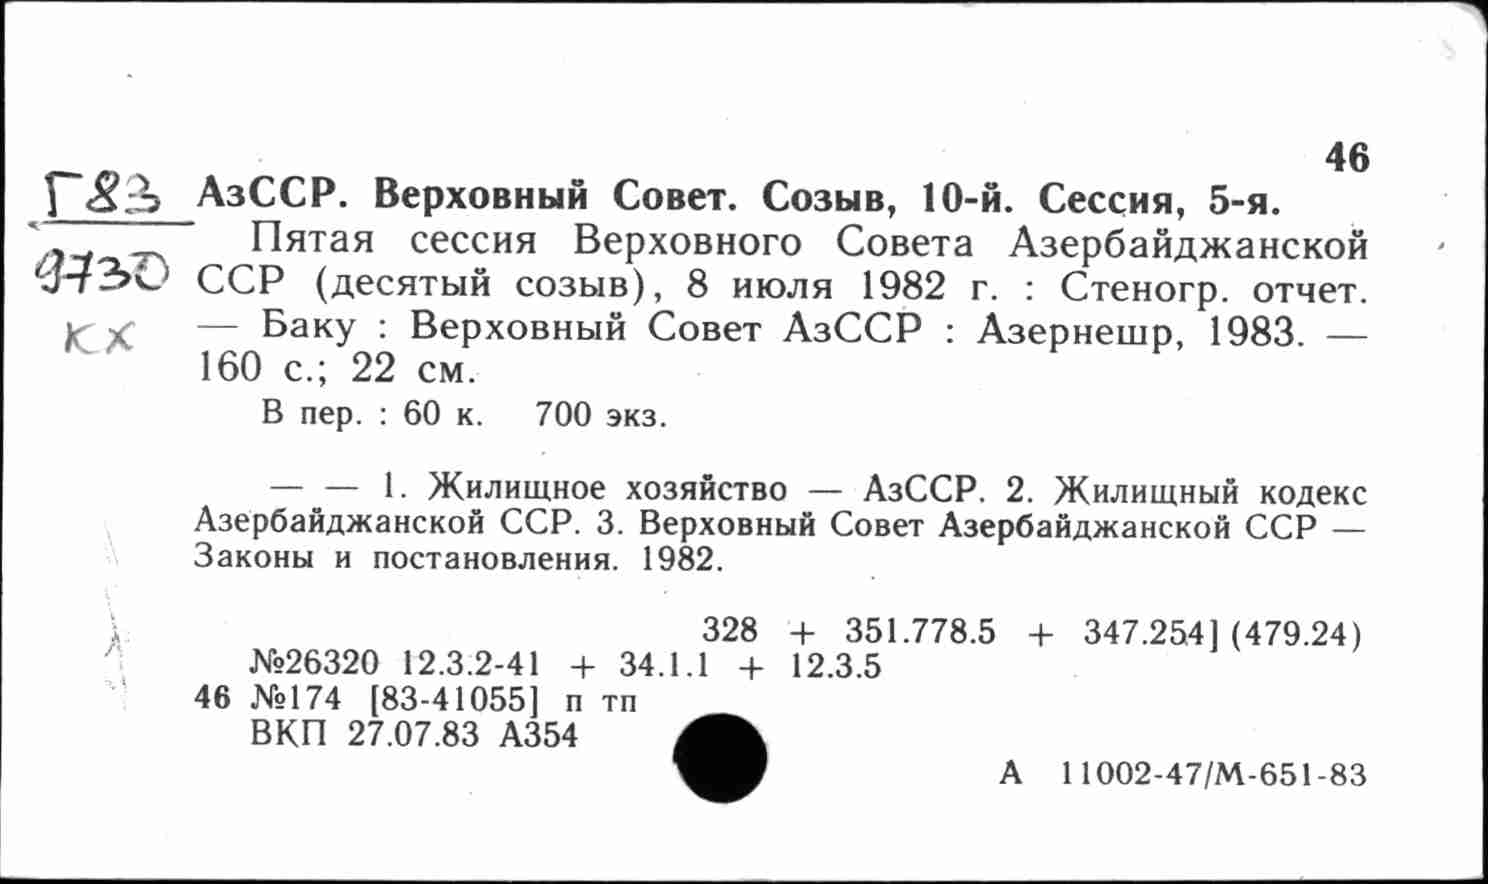 46
Г83 АзССР. Верховный Совет. Созыв, 10-й. Сессия, 5-я.
Пятая сессия Верховного Совета Азербайджанской
9730 ССР (десятый созыв), 8 июля 1982 г. : Стеногр. отчет.
КХ — Баку : Верховный Совет АзССР : Азернешр, 1983. —
160 с.; 22 см.
В пер. : 60 к. 700 экз.
— — 1. Жилищное хозяйство — АзССР. 2. Жилищный кодекс
Азербайджанской ССР. 3. Верховный Совет Азербайджанской ССР —
Законы и постановления. 1982.
328 + 351.778.5 + 347.254] (479.24)
№26320 12.3.2-41 + 34.1.1 + 12.3.5
46 №174 [83-41055] п тп
ВКП 27.07.83 А354
А 11002-47/М-651-83